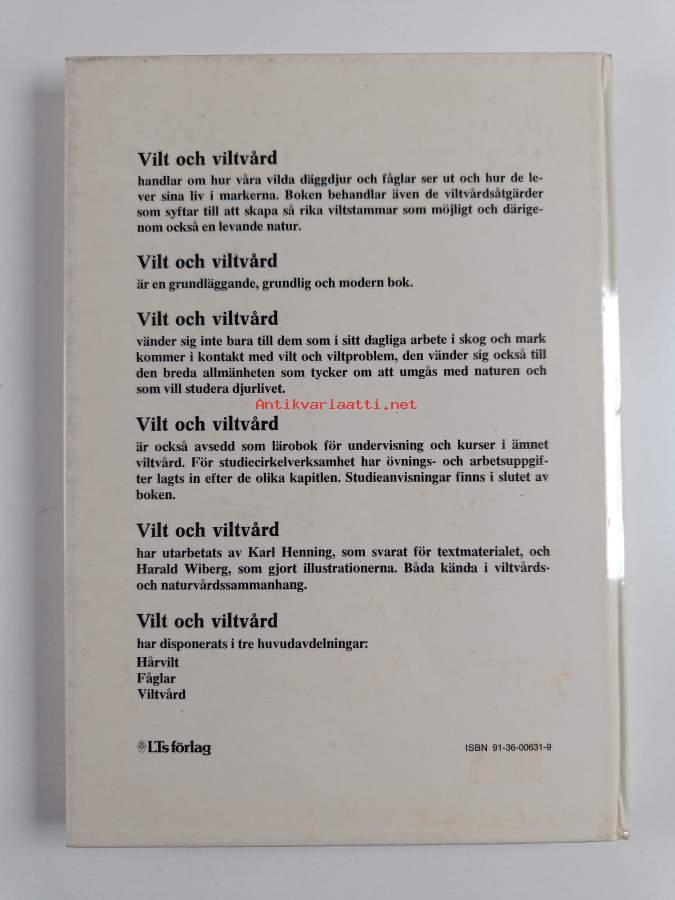 Vilt och viltvård
handlar om hur våra vilda däggdjur och fåglar ser ut och hur de le-
ver sina liv i markerna. Boken behandlar även de viltvårdsåtgärder
som syftar till att skapa så rika viltstammar som möjligt och därige-
nom också en levande natur.
Vilt och viltvård
är en grundläggande, grundlig och modern bok.
Vilt och viltvård
vänder sig inte bara till dem som i sitt dagliga arbete i skog och mark
kommer i kontakt med vilt och viltproblem, den vänder sig också till
den breda allmänheten som tycker om att umgås med naturen och
som vill studera djurlivet.
Antikvariaatti.net
Vilt och viltvård
är också avsedd som lärobok för undervisning och kurser i ämnet
viltvård. För studiecirkelverksamhet har övnings- och arbetsuppgif-
ter lagts in efter de olika kapitlen. Studieanvisningar finns i slutet av
boken.
Vilt och viltvård
har utarbetats av Karl Henning, som svarat för textmaterialet, och
Harald Wiberg, som gjort illustrationerna. Båda kända i viltvårds-
och naturvårdssammanhang.
Vilt och viltvård
har disponerats i tre huvudavdelningar:
Hårvilt
Fåglar
Viltvård
LTs förlag
ISBN 91-36-00631-9